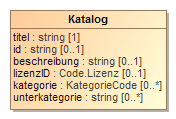 Katalog
titel : string [1]
id : string [0..1]
beschreibung : string [0..1]
lizenzID : Code.Lizenz [0..1]
kategorie : KategorieCode [0..*]
unterkategorie : string [0..*]